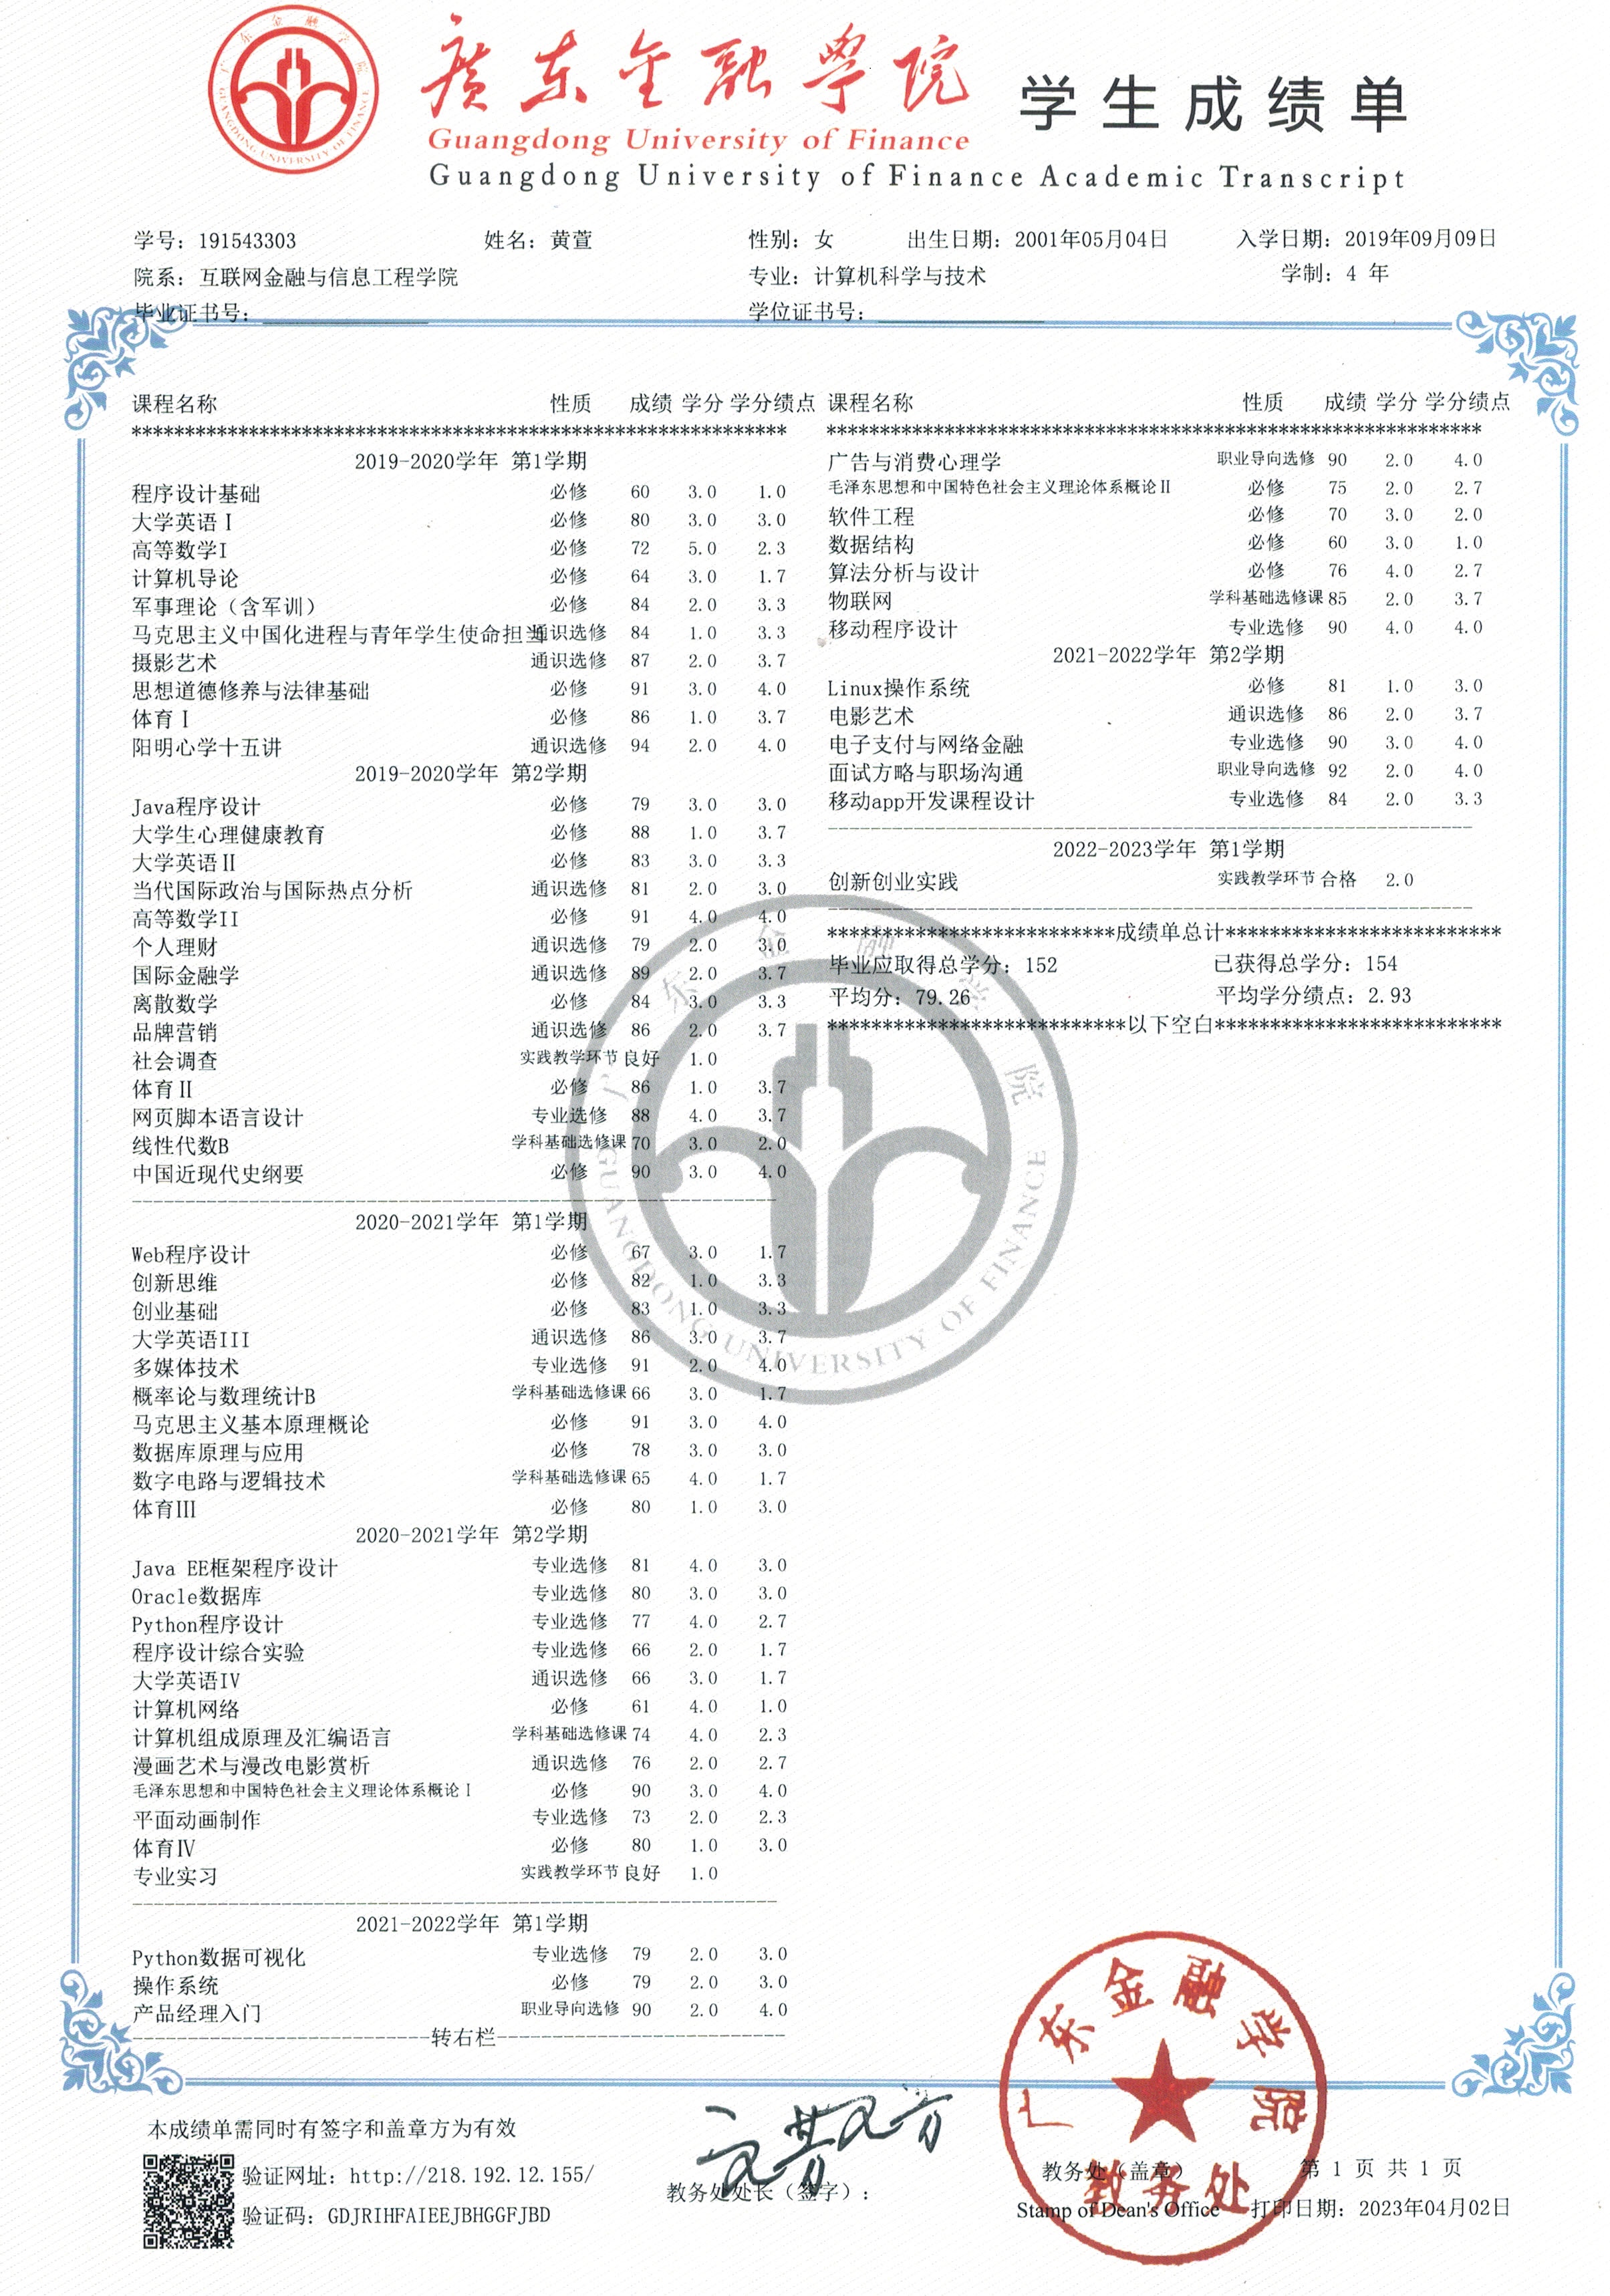 廣东金融學院 学生成绩单
Guangdong University of Finance
Guangdong University of Finance Academic Transcript
学号：191543303 姓名：黄萱 性别：女 出生日期：2001年05月04日 入学日期：2019年09月09日
院系：互联网金融与信息工程学院 专业：计算机科学与技术 学制：4 年
毕业证书号： 学位证书号：
课程名称 性质 成绩 学分 学分绩点
2019-2020学年 第1学期
程序设计基础 必修 60 3.0 1.0
大学英语Ⅰ 必修 80 3.0 3.0
高等数学I 必修 72 5.0 2.3
计算机导论 必修 64 3.0 1.7
军事理论（含军训） 必修 84 2.0 3.3
马克思主义中国化进程与青年学生使命担当 通识选修 84 1.0 3.3
摄影艺术 通识选修 87 2.0 3.7
思想道德修养与法律基础 必修 91 3.0 4.0
体育Ⅰ 必修 86 1.0 3.7
阳明心学十五讲 通识选修 94 2.0 4.0
2019-2020学年 第2学期
Java程序设计 必修 79 3.0 3.0
大学生心理健康教育 必修 88 1.0 3.7
大学英语Ⅱ 必修 83 3.0 3.3
当代国际政治与国际热点分析 通识选修 81 2.0 3.0
高等数学II 必修 91 4.0 4.0
个人理财 通识选修 79 2.0 3.0
国际金融学 通识选修 89 2.0 3.7
离散数学 必修 84 3.0 3.3
品牌营销 通识选修 86 2.0 3.7
社会调查 实践教学环节 良好 1.0
体育Ⅱ 必修 86 1.0 3.7
网页脚本语言设计 专业选修 88 4.0 3.7
线性代数B 学科基础选修课 70 3.0 2.0
中国近现代史纲要 必修 90 3.0 4.0
2020-2021学年 第1学期
Web程序设计 必修 67 3.0 1.7
创新思维 必修 82 1.0 3.3
创业基础 必修 83 1.0 3.3
大学英语III 通识选修 86 3.0 3.7
多媒体技术 专业选修 91 2.0 4.0
概率论与数理统计B 学科基础选修课 66 3.0 1.7
马克思主义基本原理概论 必修 91 3.0 4.0
数据库原理与应用 必修 78 3.0 3.0
数字电路与逻辑技术 学科基础选修课 65 4.0 1.7
体育Ⅲ 必修 80 1.0 3.0
2020-2021学年 第2学期
Java EE框架程序设计 专业选修 81 4.0 3.0
Oracle数据库 专业选修 80 3.0 3.0
Python程序设计 专业选修 77 4.0 2.7
程序设计综合实验 专业选修 66 2.0 1.7
大学英语IV 通识选修 66 3.0 1.7
计算机网络 必修 61 4.0 1.0
计算机组成原理及汇编语言 学科基础选修课 74 4.0 2.3
漫画艺术与漫改电影赏析 通识选修 76 2.0 2.7
毛泽东思想和中国特色社会主义理论体系概论Ⅰ 必修 90 3.0 4.0
平面动画制作 专业选修 73 2.0 2.3
体育Ⅳ 必修 80 1.0 3.0
专业实习 实践教学环节 良好 1.0
2021-2022学年 第1学期
Python数据可视化 专业选修 79 2.0 3.0
操作系统 必修 79 2.0 3.0
产品经理入门 职业导向选修 90 2.0 4.0
转右栏
课程名称 性质 成绩 学分 学分绩点
广告与消费心理学 职业导向选修 90 2.0 4.0
毛泽东思想和中国特色社会主义理论体系概论Ⅱ 必修 75 2.0 2.7
软件工程 必修 70 3.0 2.0
数据结构 必修 60 3.0 1.0
算法分析与设计 必修 76 4.0 2.7
物联网 学科基础选修课 85 2.0 3.7
移动程序设计 专业选修 90 4.0 4.0
2021-2022学年 第2学期
Linux操作系统 必修 81 1.0 3.0
电影艺术 通识选修 86 2.0 3.7
电子支付与网络金融 专业选修 90 3.0 4.0
面试方略与职场沟通 职业导向选修 92 2.0 4.0
移动app开发课程设计 专业选修 84 2.0 3.3
2022-2023学年 第1学期
创新创业实践 实践教学环节 合格 2.0
成绩单总计
毕业应取得总学分：152 已获得总学分：154
平均分：79.26 平均学分绩点：2.93
以下空白
广东金融学院
GUANGDONG UNIVERSITY OF FINANCE
本成绩单需同时有签字和盖章方为有效
验证网址：http://218.192.12.155/
验证码：GDJRIHFAIEEJBHGGFJBD
教务处处长（签字）：
广东金融学院
教务处
教务处（盖章） 第 1 页 共 1 页
Stamp of Dean's Office 打印日期：2023年04月02日